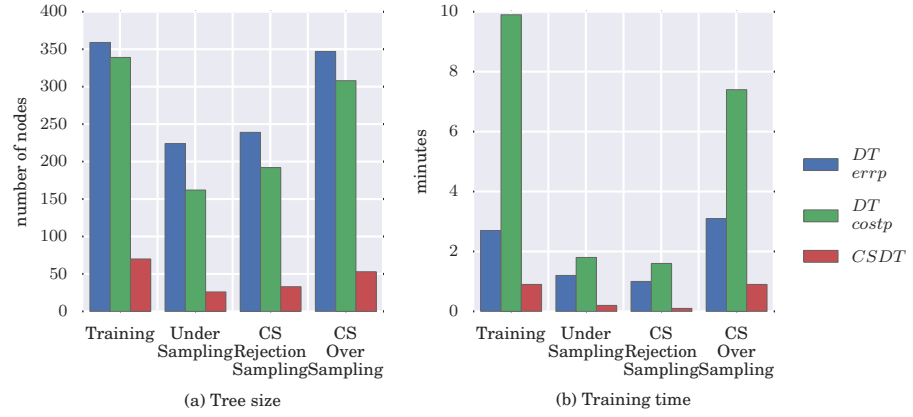 400
350
300
250
200
150
100
50
0
number of nodes
Training
Under
Sampling
CS
Rejection
Sampling
CS
Over
Sampling
(a) Tree size
10
8
6
4
2
0
minutes
Training
Under
Sampling
CS
Rejection
Sampling
CS
Over
Sampling
(b) Training time
DT
errp
DT
costp
CSDT